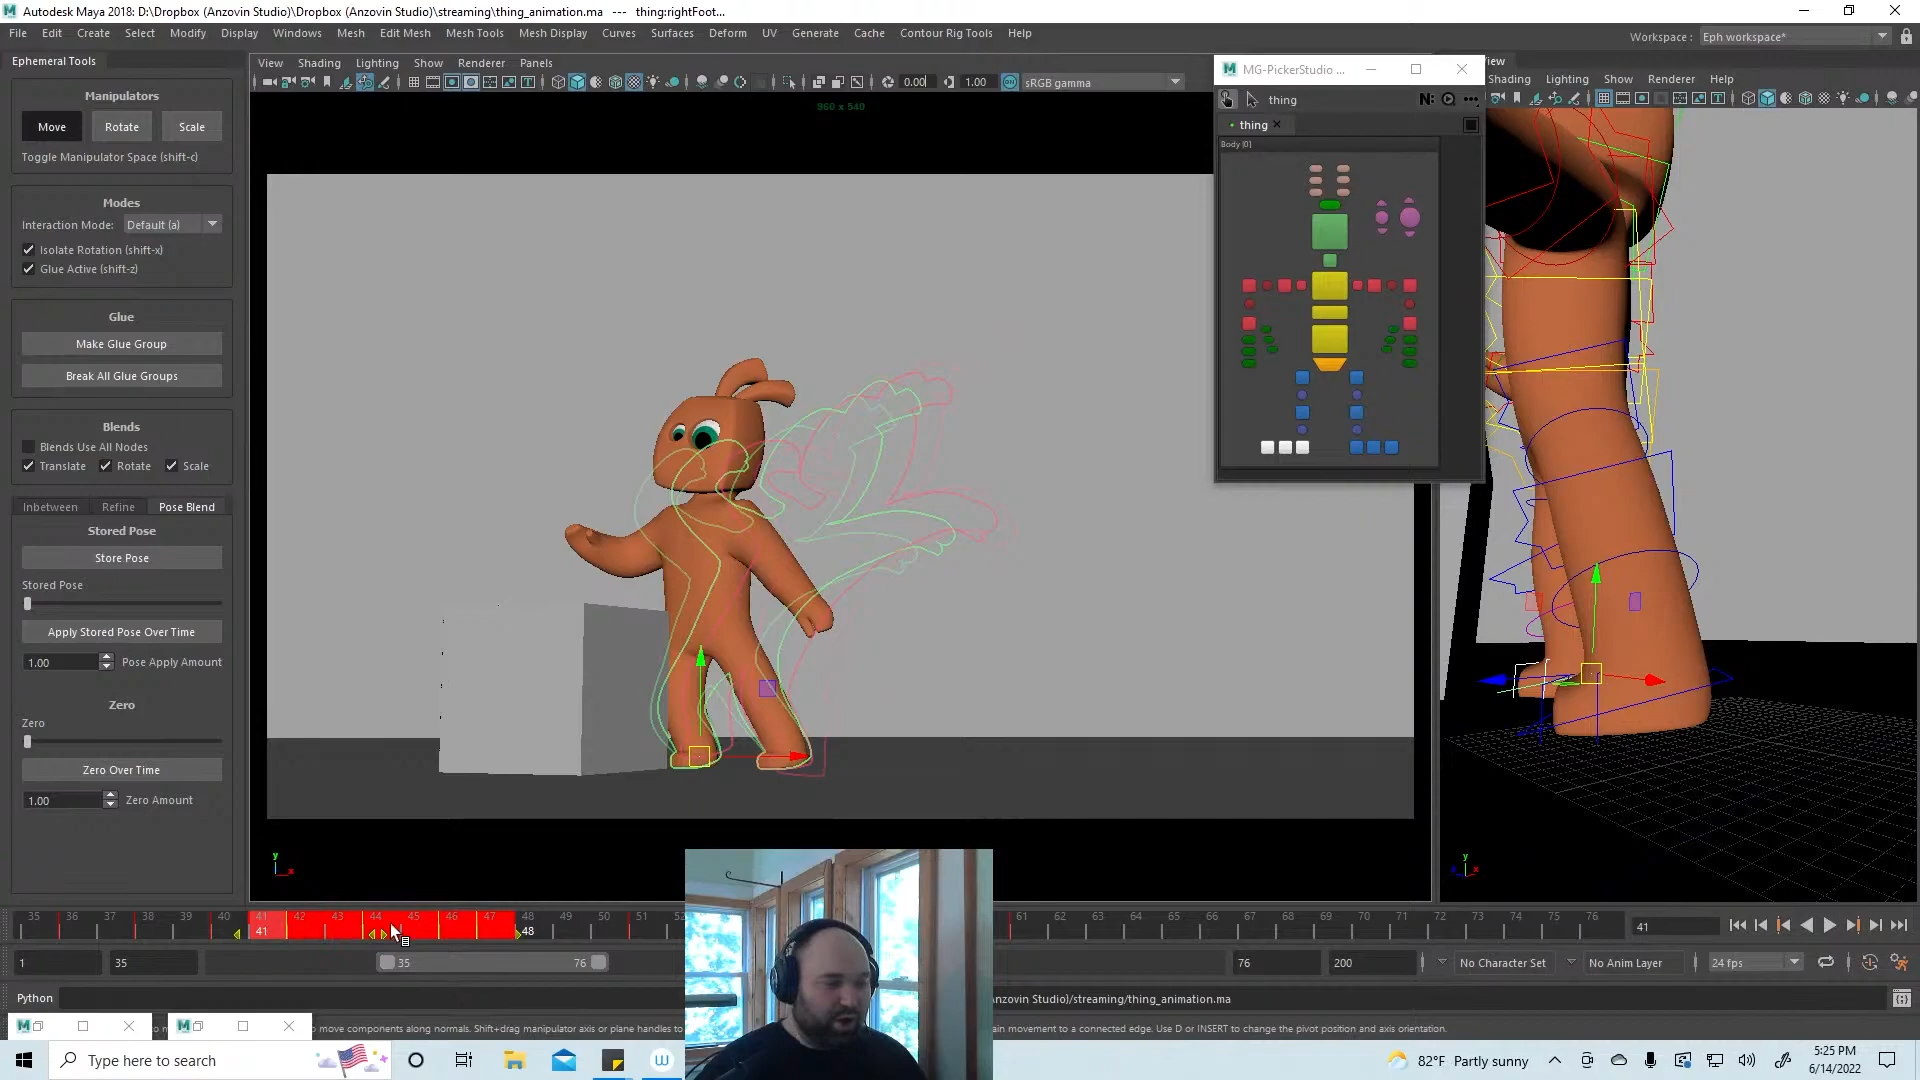 Autodesk Maya 2018: D:\Dropbox (Anzovin Studio)\Dropbox (Anzovin Studio)\streaming\thing_animation.ma --- thing:rightFoot...
File Edit Create Select Modify Display Windows Mesh Edit Mesh Mesh Tools Mesh Display Curves Surfaces Deform UV Generate Cache Contour Rig Tools Help
Workspace : Eph workspace*
Ephemeral Tools
Manipulators
Move Rotate Scale
Toggle Manipulator Space (shift-c)
Modes
Interaction Mode: Default (a)
Isolate Rotation (shift-x)
Glue Active (shift-z)
Glue
Make Glue Group
Break All Glue Groups
Blends
Blends Use All Nodes
Translate Rotate Scale
Inbetween Refine Pose Blend
Stored Pose
Store Pose
Stored Pose
Apply Stored Pose Over Time
1.00 Pose Apply Amount
Zero
Zero
Zero Over Time
1.00 Zero Amount
View Shading Lighting Show Renderer Panels
0.00 1.00 sRGB gamma
960 x 540
MG-PickerStudio ...
thing
N:
thing
Body [0]
View
Shading Lighting Show Renderer Help
y
x
y
x
35 36 37 38 39 40 41 42 43 44 45 46 47 48 49 50 51 61 62 63 64 65 66 67 68 69 70 71 72 73 74 75 76
41 48
41
1 35 35 76 76 200 No Character Set No Anim Layer 24 fps
Python
nzovin Studio)/streaming/thing_animation.ma
to move components along normals. Shift+drag manipulator axis or plane handles to
ain movement to a connected edge. Use D or INSERT to change the pivot position and axis orientation.
Type here to search
82°F Partly sunny
5:25 PM
6/14/2022